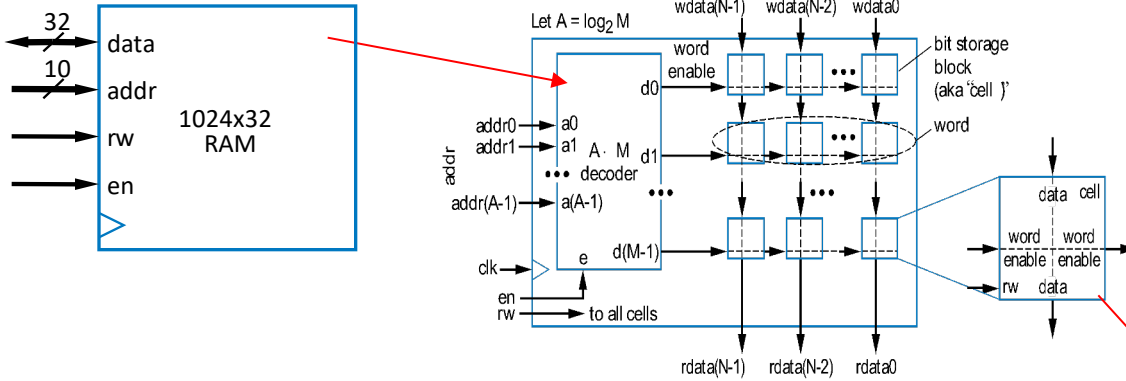 32
data
10
addr
rw
en
1024x32
RAM
Let A = log2 M
wdata(N-1) wdata(N-2) wdata0
word
enable
bit storage
block
(aka “cell )”
word
d0
addr
addr0
addr1
addr(A-1)
a0
a1
a(A-1)
A· M
decoder
d1
d(M-1)
e
clk
en
rw
to all cells
rdata(N-1) rdata(N-2) rdata0
data cell
word word
enable enable
rw data